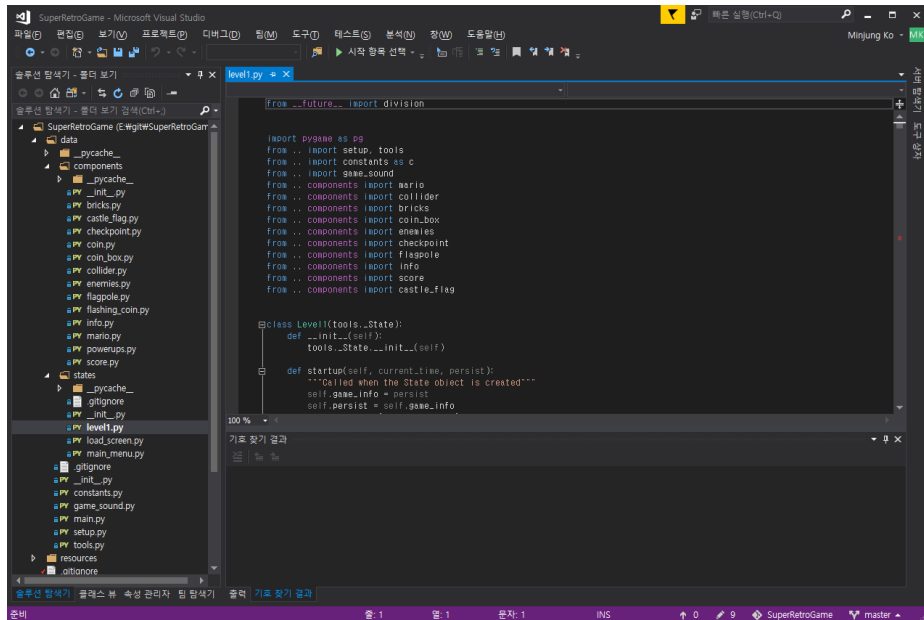 SuperRetroGame - Microsoft Visual Studio
빠른 실행(Ctrl+Q)
파일(F) 편집(E) 보기(V) 프로젝트(P) 디버그(D) 팀(M) 도구(T) 테스트(S) 분석(N) 창(W) 도움말(H)
Minjung Ko
MK
시작 항목 선택
솔루션 탐색기 - 폴더 보기
level1.py
서버 탐색기
도구 상자
솔루션 탐색기 - 폴더 보기 검색(Ctrl+;)
SuperRetroGame (E:₩git₩SuperRetroGam
data
__pycache__
components
__pycache__
__init__.py
bricks.py
castle_flag.py
checkpoint.py
coin.py
coin_box.py
collider.py
enemies.py
flagpole.py
flashing_coin.py
info.py
mario.py
powerups.py
score.py
states
__pycache__
.gitignore
__init__.py
level1.py
load_screen.py
main_menu.py
.gitignore
__init__.py
constants.py
game_sound.py
main.py
setup.py
tools.py
resources
.gitignore
from __future__ import division
import pygame as pg
from .. import setup, tools
from .. import constants as c
from .. import game_sound
from .. components import mario
from .. components import collider
from .. components import bricks
from .. components import coin_box
from .. components import enemies
from .. components import checkpoint
from .. components import flagpole
from .. components import info
from .. components import score
from .. components import castle_flag
class Level1(tools._State):
def __init__(self):
tools._State.__init__(self)
def startup(self, current_time, persist):
"""Called when the State object is created"""
self.game_info = persist
self.persist = self.game_info
100 %
기호 찾기 결과
솔루션 탐색기 클래스 뷰 속성 관리자 팀 탐색기
출력 기호 찾기 결과
준비 줄: 1 열: 1 문자: 1 INS 0 9 SuperRetroGame master